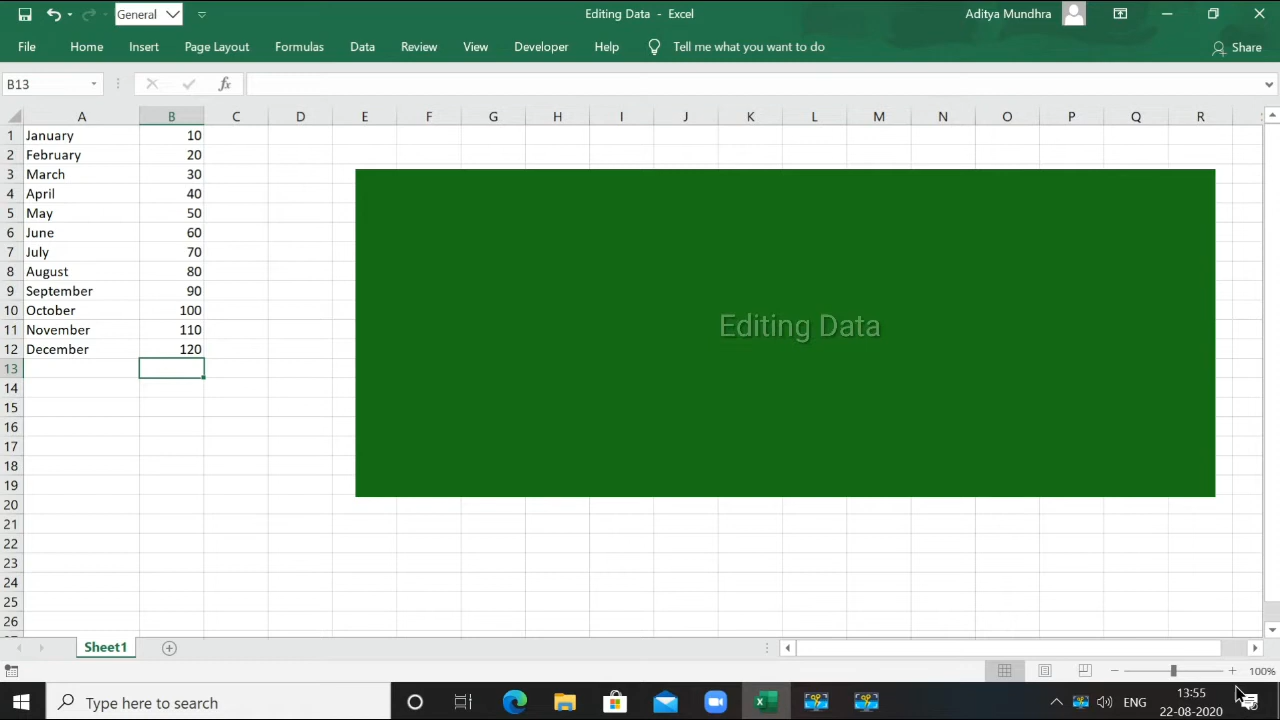 General
Editing Data - Excel
Aditya Mundhra
File Home Insert Page Layout Formulas Data Review View Developer Help Tell me what you want to do Share
B13 fx
A B C D E F G H I J K L M N O P Q R
1 January 10
2 February 20
3 March 30
4 April 40
5 May 50
6 June 60
7 July 70
8 August 80
9 September 90
10 October 100
11 November 110
12 December 120
13
14
15
16
17
18
19
20
21
22
23
24
25
26
Editing Data
Sheet1
100%
Type here to search
ENG
13:55
22-08-2020